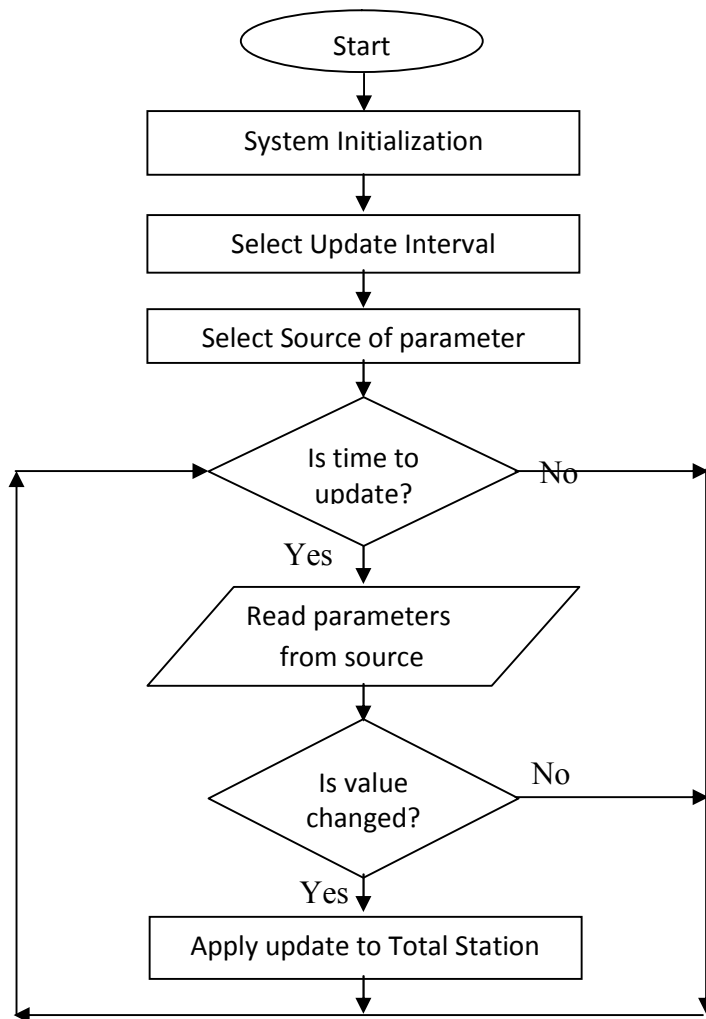 Start
System Initialization
Select Update Interval
Select Source of parameter
Is time to
update?
No
Yes
Read parameters
from source
Is value
changed?
No
Yes
Apply update to Total Station